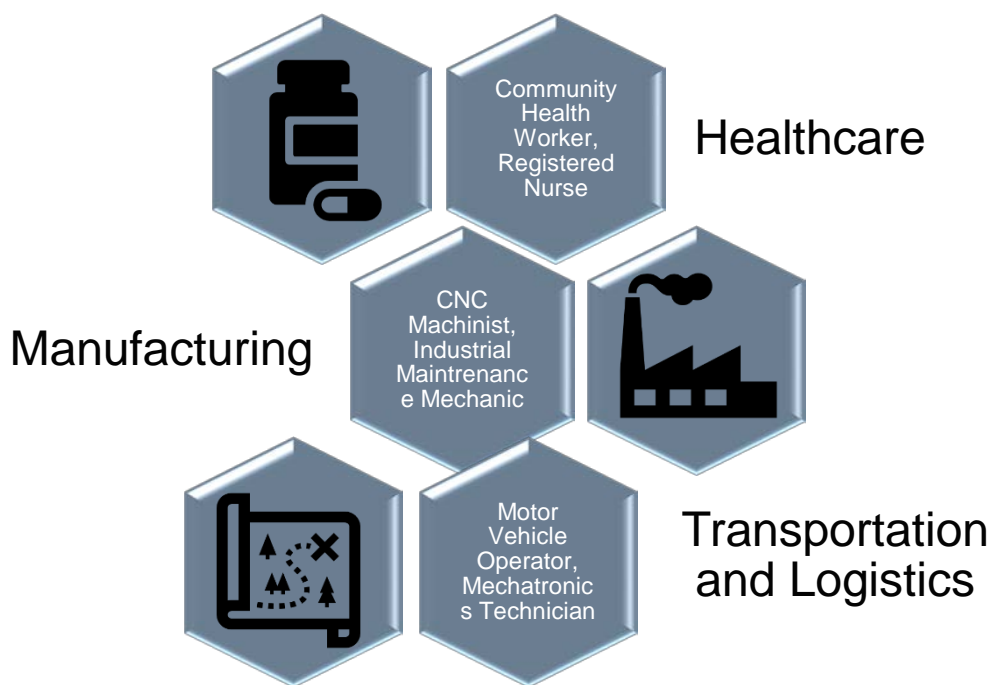 Community
Health
Worker,
Registered
Nurse
Healthcare
Manufacturing
CNC
Machinist,
Industrial
Maintrenanc
e Mechanic
Motor
Vehicle
Operator,
Mechatronic
s Technician
Transportation
and Logistics